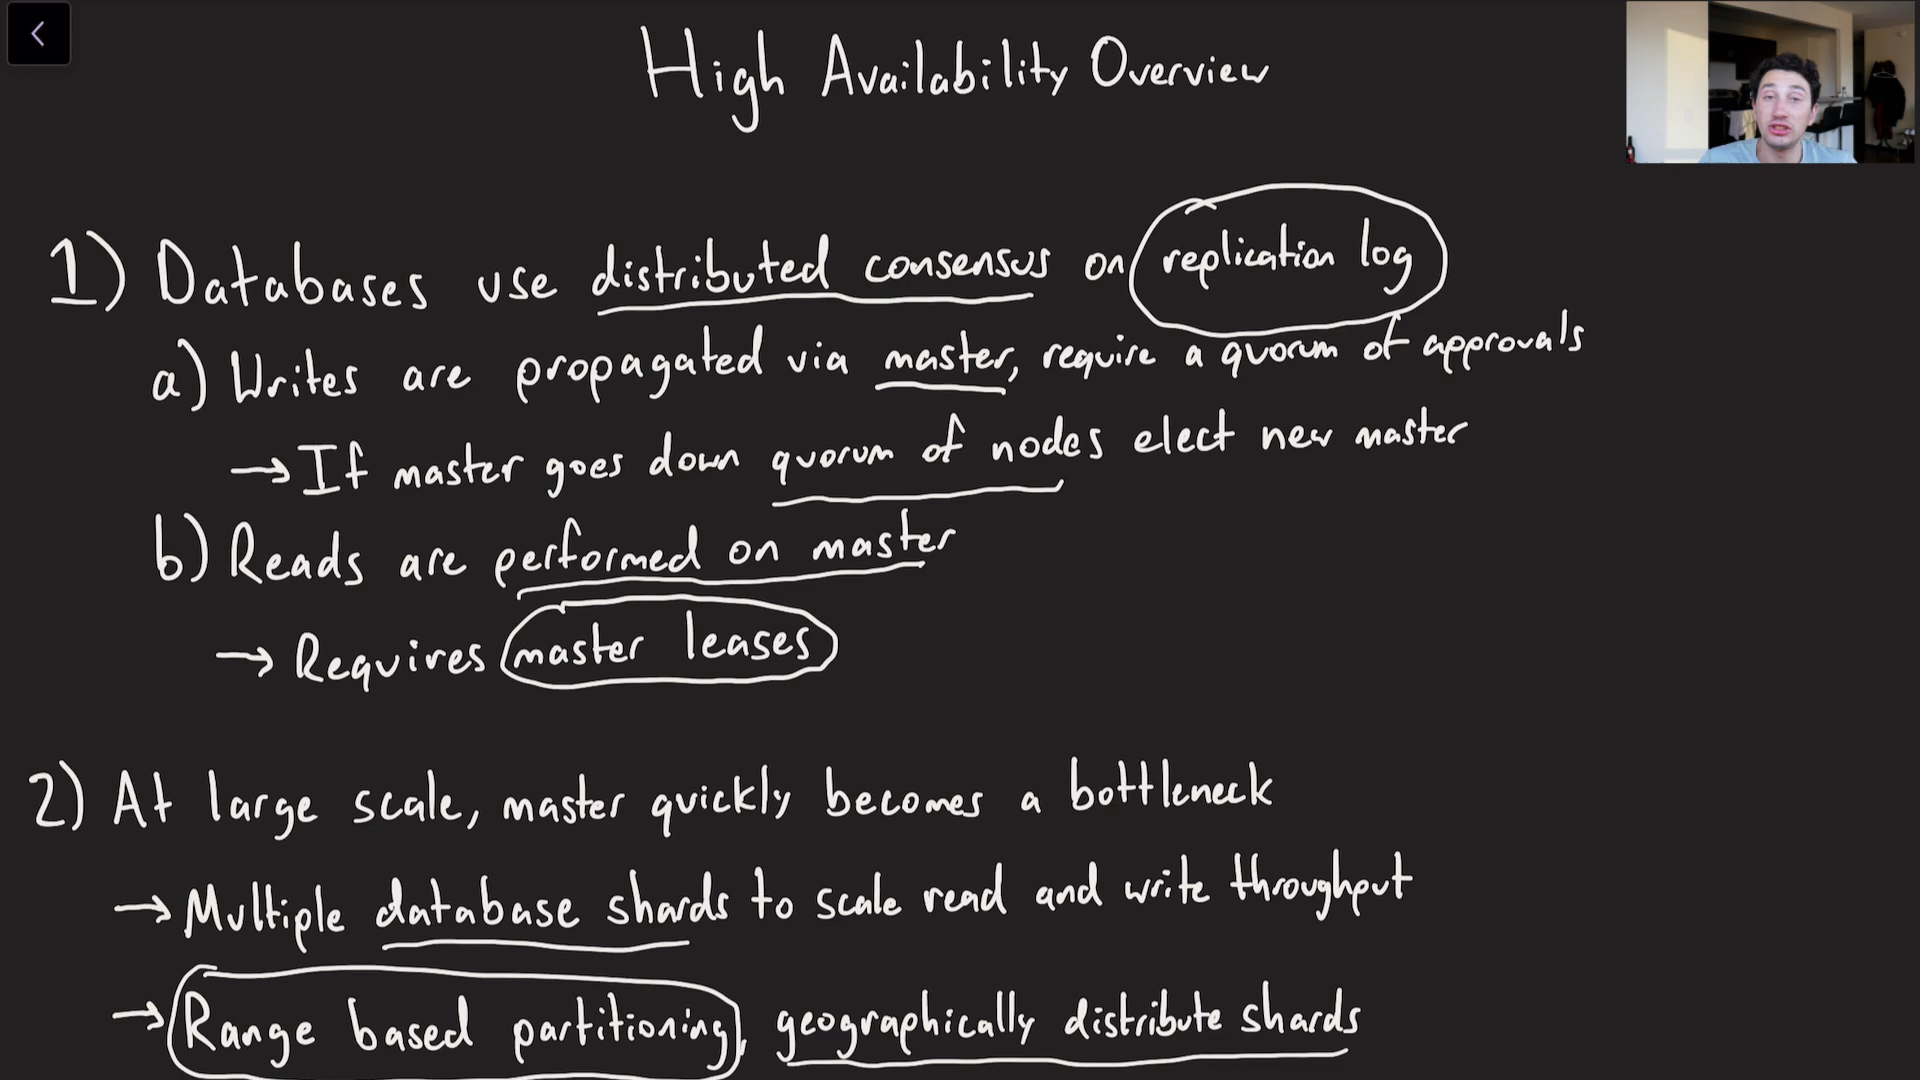 High Availability Overview
1) Databases use distributed consensus on replication log
a) Writes are propagated via master, require a quorum of approvals
→ If master goes down quorum of nodes elect new master
b) Reads are performed on master
→ Requires master leases
2) At large scale, master quickly becomes a bottleneck
→ Multiple database shards to scale read and write throughput
→ Range based partitioning, geographically distribute shards